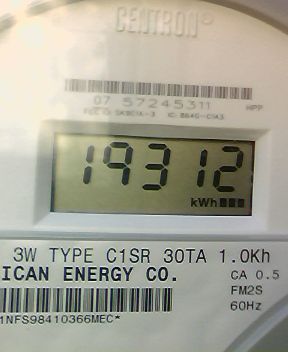 CENTRON®
07 57245311 HPP
19312
kWh
3W TYPE C1SR 30TA 1.0Kh
ICAN ENERGY CO. CA 0.5
FM2S
1NFS98410366MEC* 60Hz